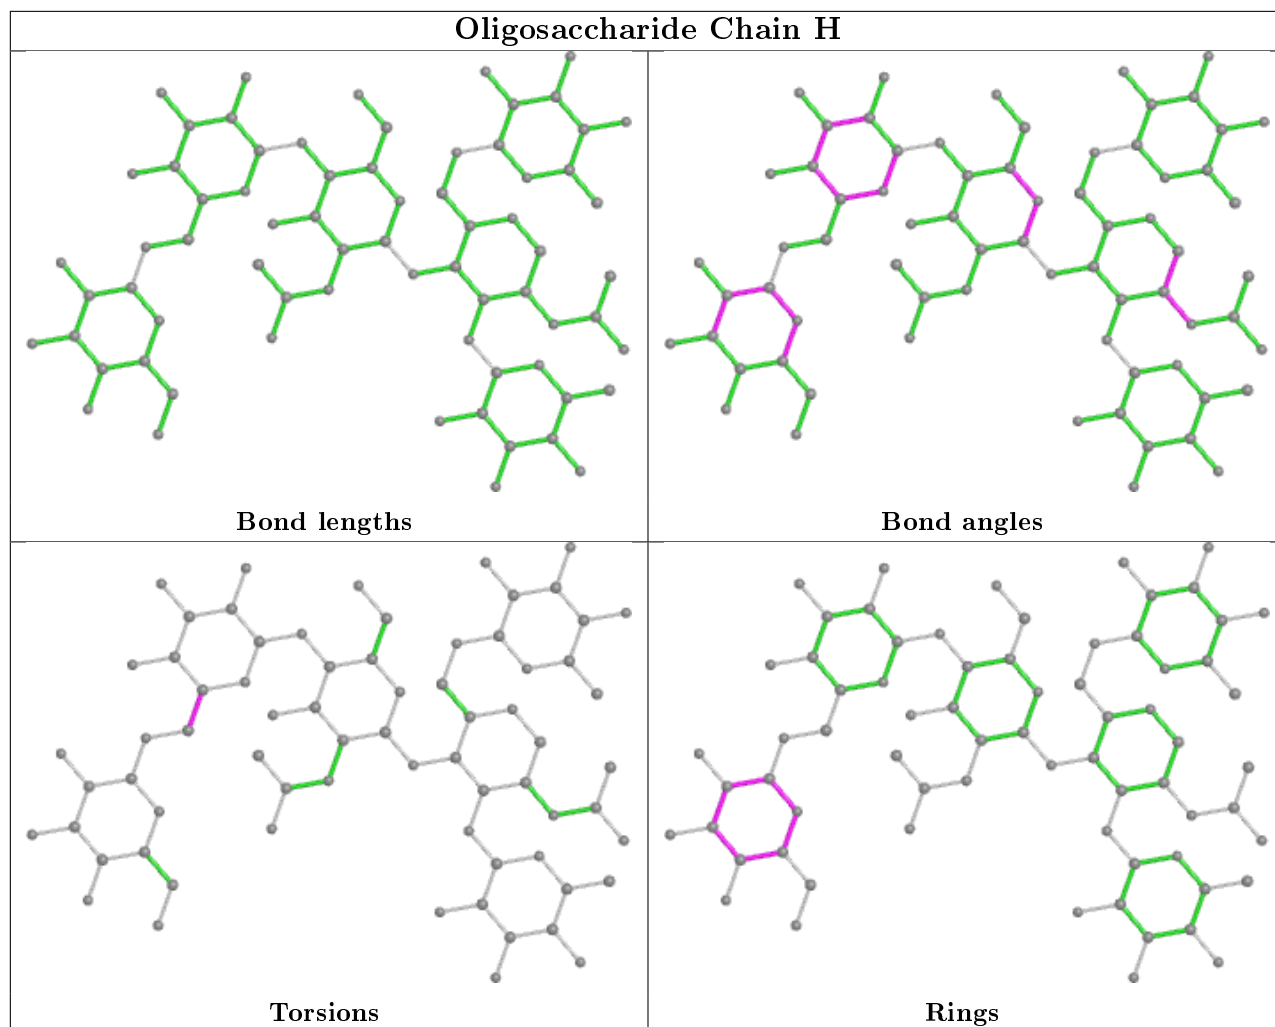 Oligosaccharide Chain H
Bond lengths
Bond angles
Torsions
Rings